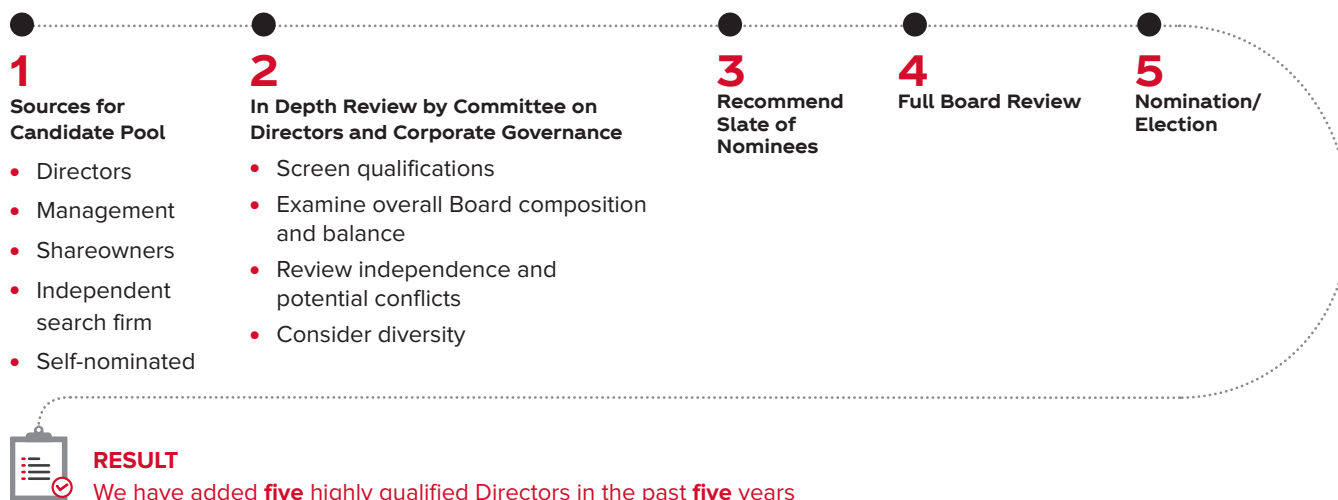 1
Sources for
Candidate Pool
• Directors
• Management
• Shareowners
• Independent
search firm
• Self-nominated
2
In Depth Review by Committee on
Directors and Corporate Governance
• Screen qualifications
• Examine overall Board composition
and balance
• Review independence and
potential conflicts
• Consider diversity
3
Recommend
Slate of
Nominees
4
Full Board Review
5
Nomination/
Election
RESULT
We have added five highly qualified Directors in the past five years